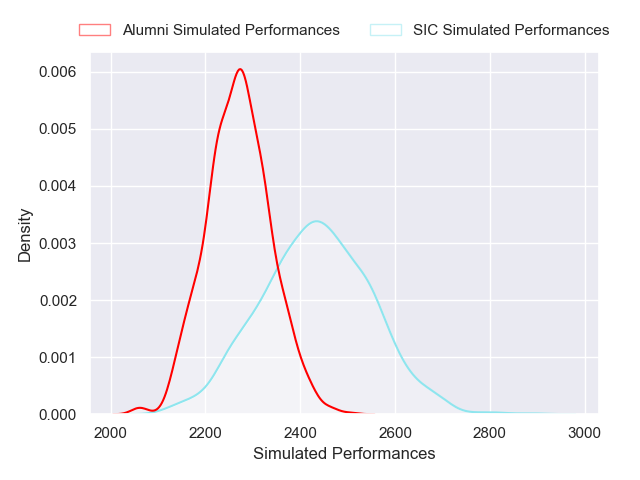 Alumni Simulated Performances SIC Simulated Performances
0.006
0.005
0.004
0.003
0.002
0.001
0.000
Density
2000 2200 2400 2600 2800 3000
Simulated Performances